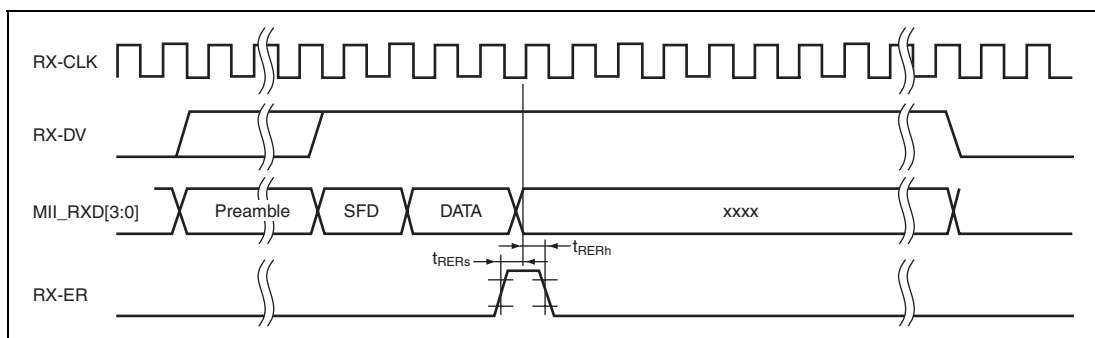 RX-CLK
RX-DV
MII_RXD[3:0]
Preamble
SFD
DATA
xxxx
tRERs
tRERh
RX-ER